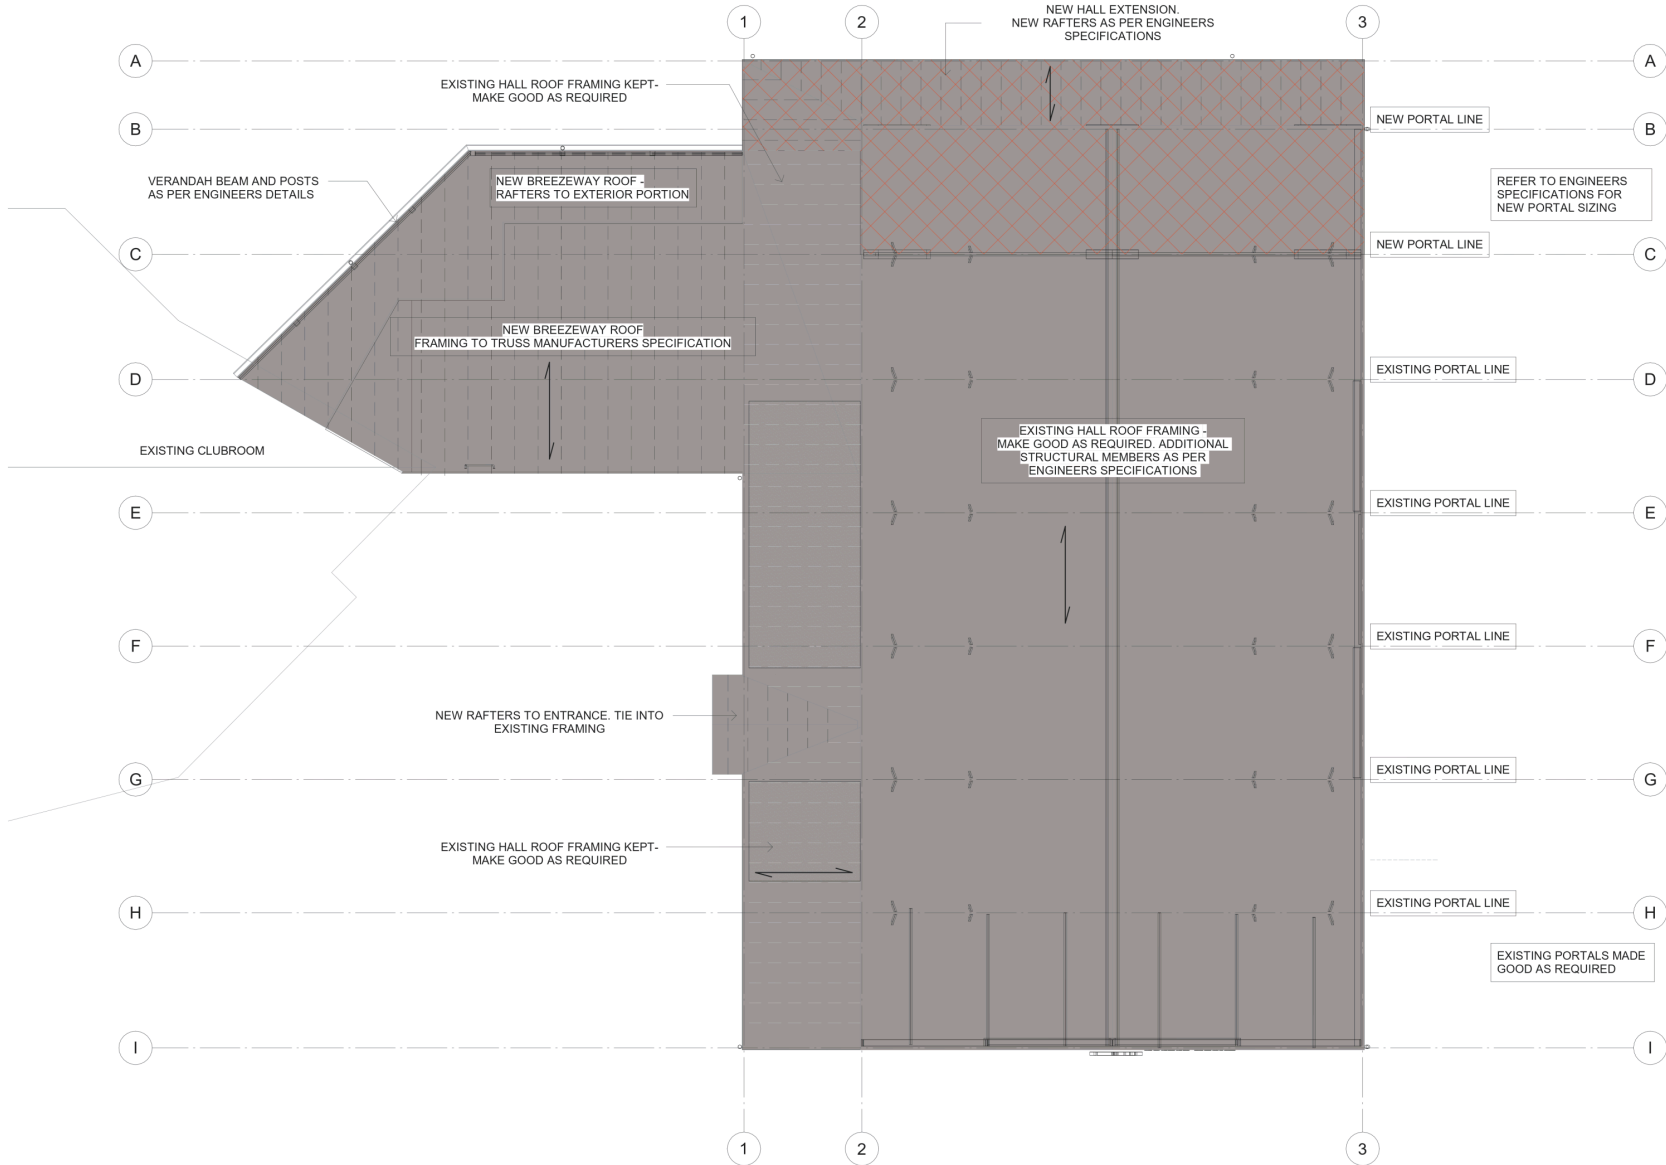 1
2
3
NEW HALL EXTENSION.
NEW RAFTERS AS PER ENGINEERS
SPECIFICATIONS
A
A
EXISTING HALL ROOF FRAMING KEPT-
MAKE GOOD AS REQUIRED
NEW PORTAL LINE
B
B
VERANDAH BEAM AND POSTS
AS PER ENGINEERS DETAILS
NEW BREEZEWAY ROOF -
RAFTERS TO EXTERIOR PORTION
REFER TO ENGINEERS
SPECIFICATIONS FOR
NEW PORTAL SIZING
NEW PORTAL LINE
C
C
NEW BREEZEWAY ROOF
FRAMING TO TRUSS MANUFACTURERS SPECIFICATION
EXISTING PORTAL LINE
D
D
EXISTING CLUBROOM
EXISTING HALL ROOF FRAMING -
MAKE GOOD AS REQUIRED. ADDITIONAL
STRUCTURAL MEMBERS AS PER
ENGINEERS SPECIFICATIONS
EXISTING PORTAL LINE
E
E
EXISTING PORTAL LINE
F
F
NEW RAFTERS TO ENTRANCE. TIE INTO
EXISTING FRAMING
EXISTING PORTAL LINE
G
G
EXISTING HALL ROOF FRAMING KEPT-
MAKE GOOD AS REQUIRED
EXISTING PORTAL LINE
H
H
EXISTING PORTALS MADE
GOOD AS REQUIRED
I
I
1
2
3